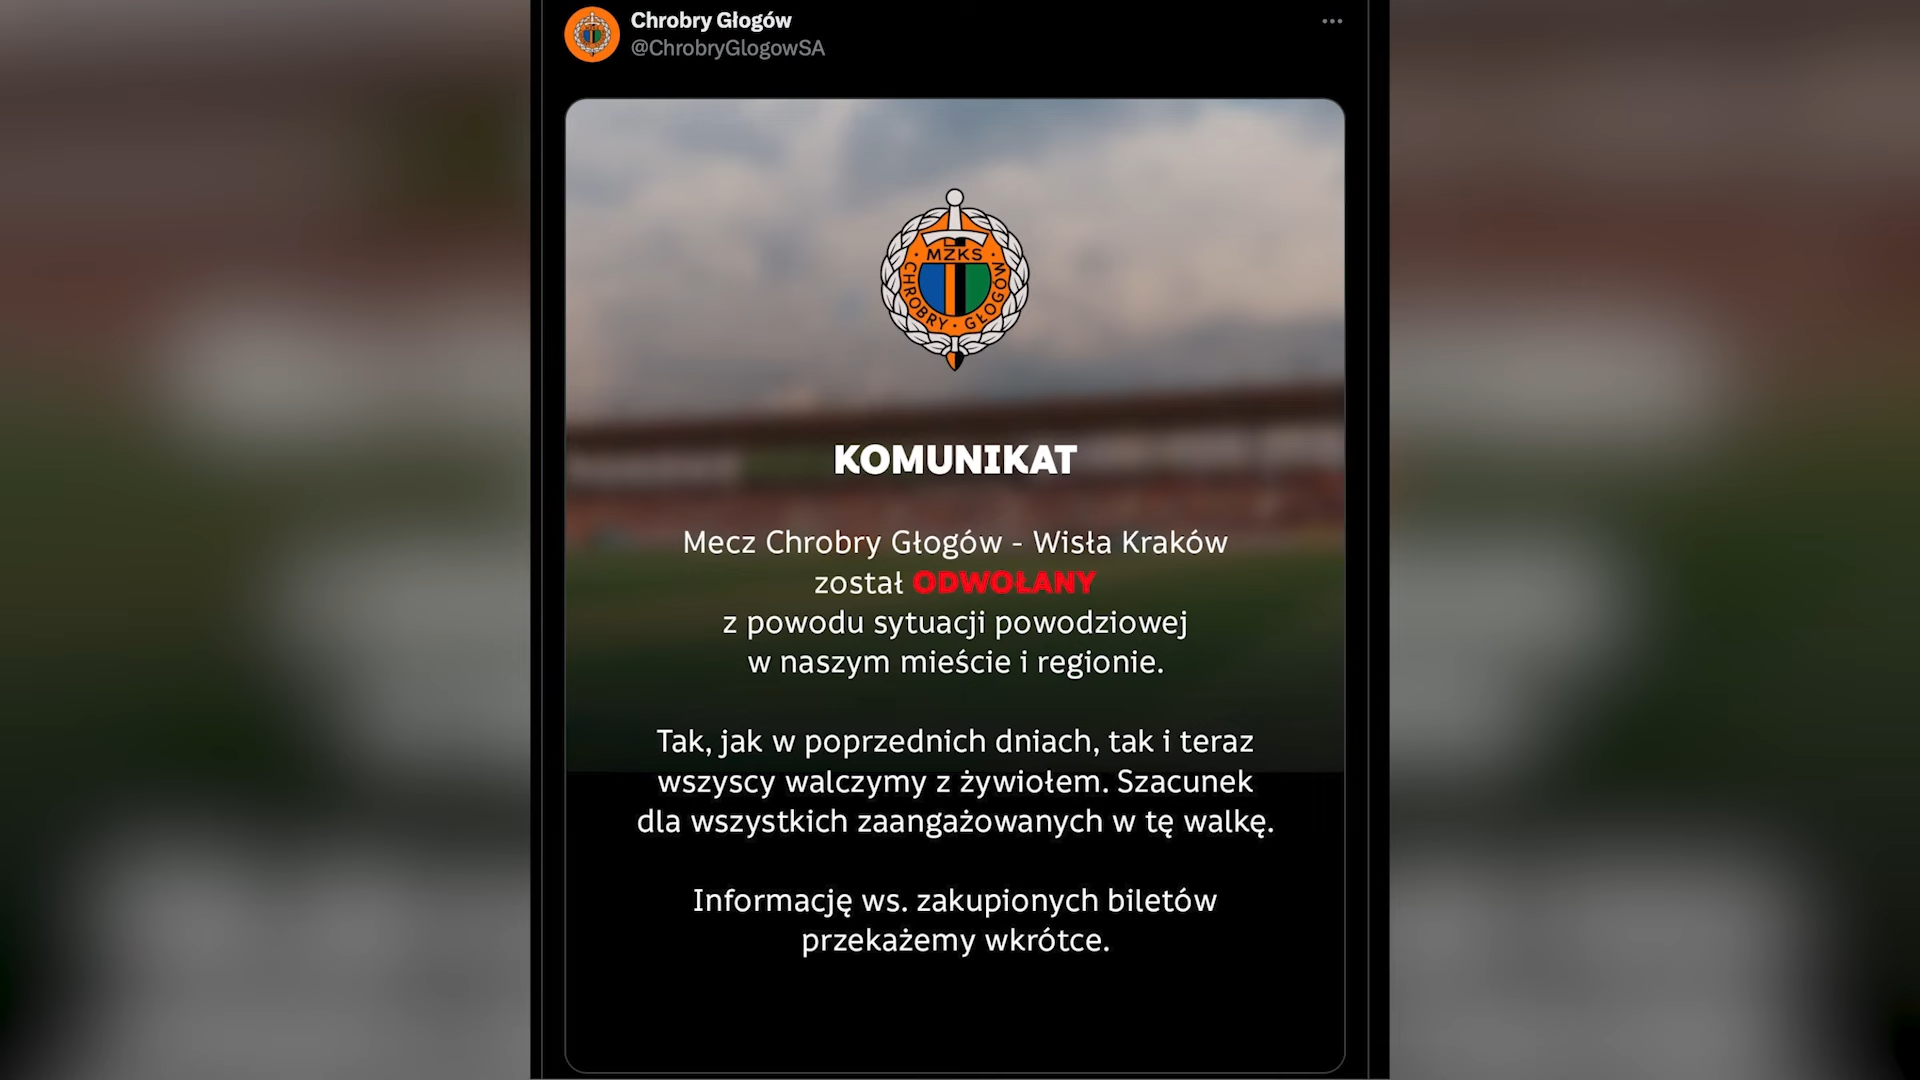 Chrobry Głogów
@ChrobryGlogowSA
MZKS
CHROBRY · GŁOGÓW
KOMUNIKAT
Mecz Chrobry Głogów - Wisła Kraków
został ODWOŁANY
z powodu sytuacji powodziowej
w naszym mieście i regionie.
Tak, jak w poprzednich dniach, tak i teraz
wszyscy walczymy z żywiołem. Szacunek
dla wszystkich zaangażowanych w tę walkę.
Informację ws. zakupionych biletów
przekażemy wkrótce.